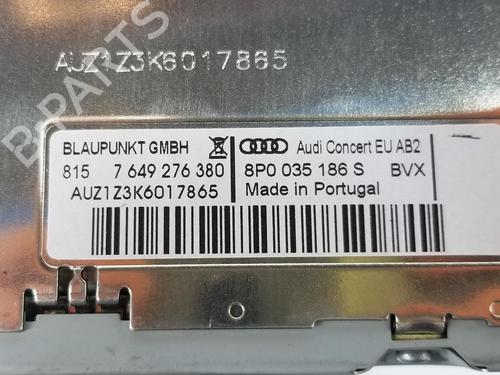 AUZ1Z3K6017865
BLAUPUNKT GMBH
815 7 649 276 380
AUZ1Z3K6017865
Audi Concert EU AB2
8P0 035 186 S BVX
Made in Portugal
B PARTS